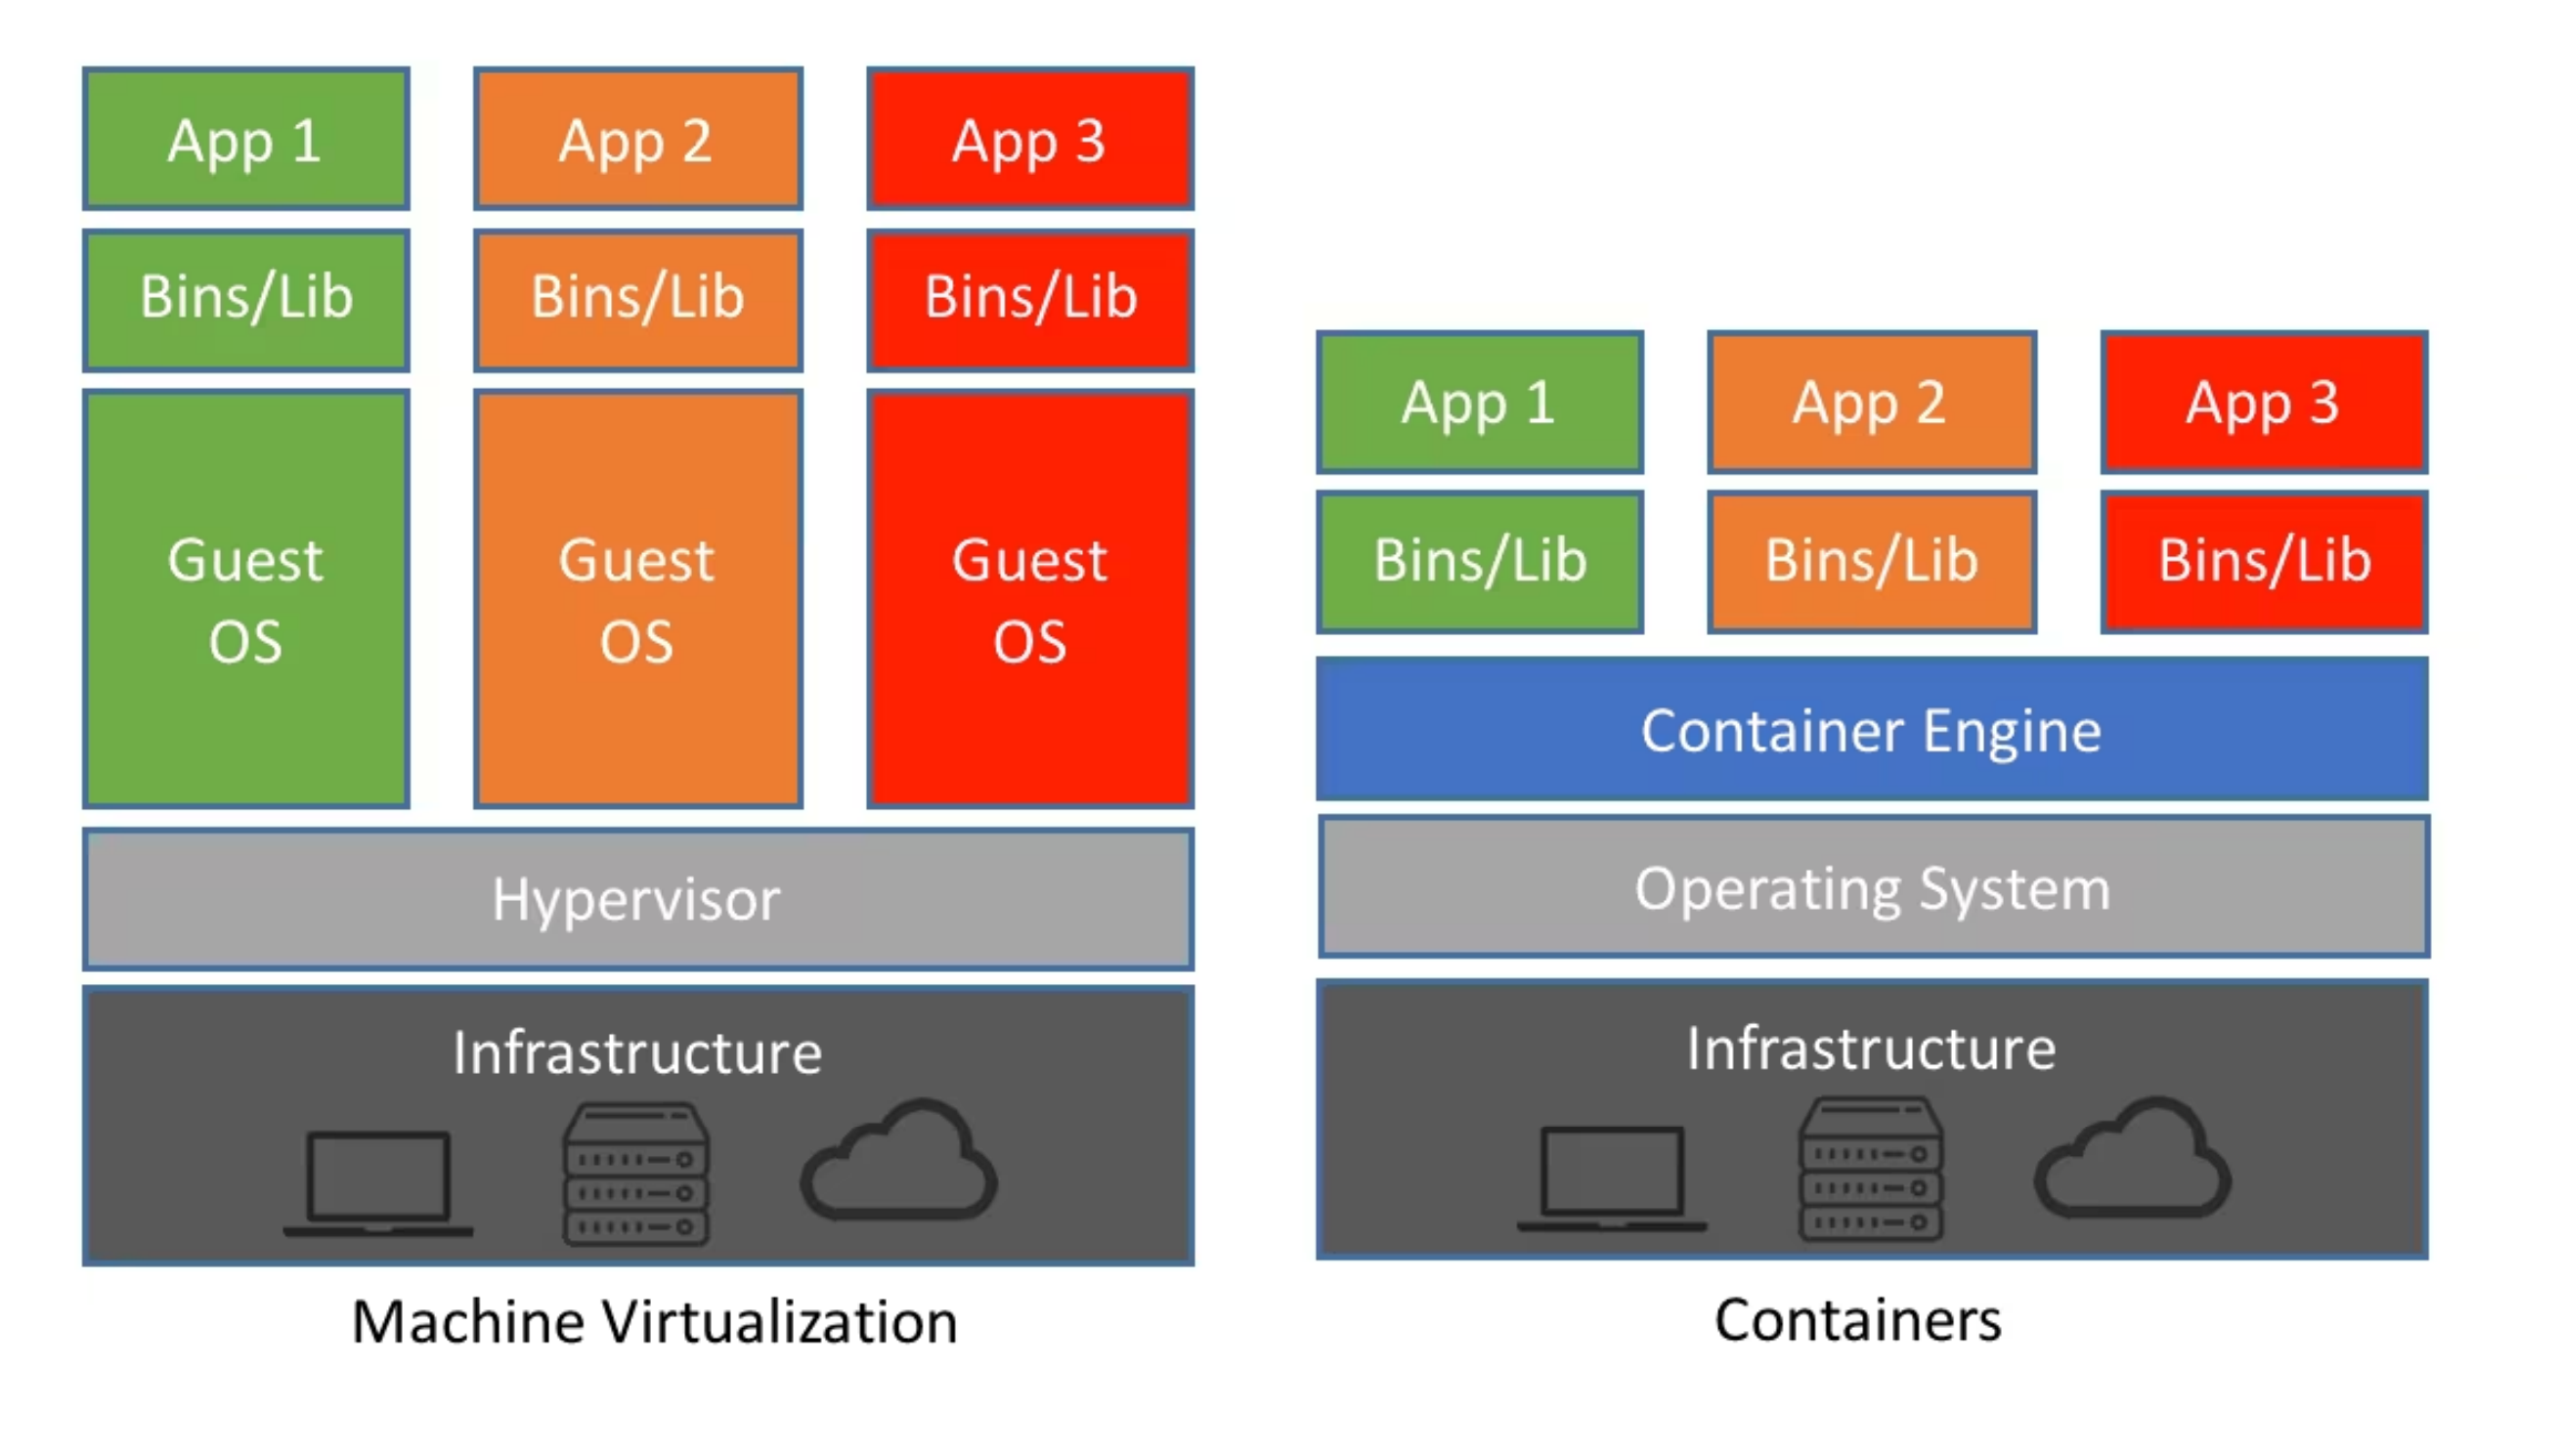 App 1
App 2
App 3
Bins/Lib
Bins/Lib
Bins/Lib
Guest
OS
Guest
OS
Guest
OS
Hypervisor
Infrastructure
Machine Virtualization
App 1
App 2
App 3
Bins/Lib
Bins/Lib
Bins/Lib
Container Engine
Operating System
Infrastructure
Containers